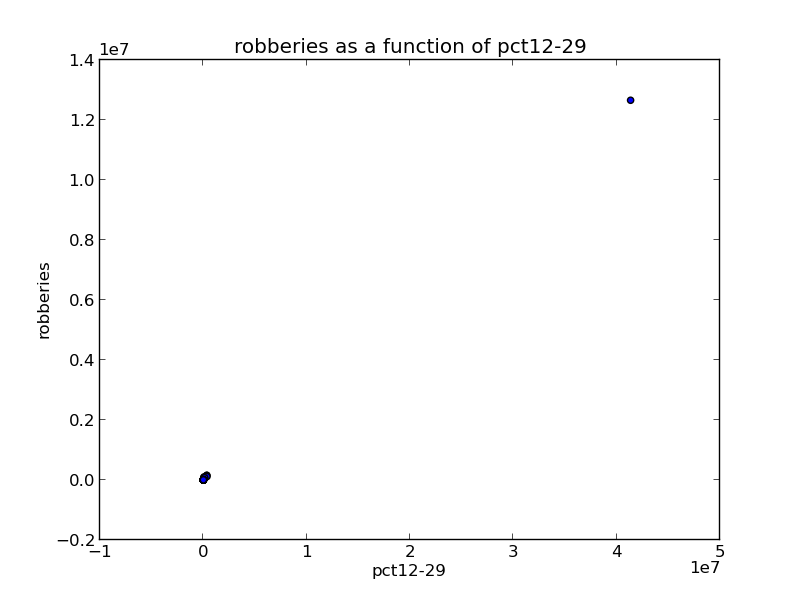 robberies as a function of pct12-29
1e7
1.4
1.2
1.0
0.8
0.6
0.4
0.2
0.0
−0.2
robberies
−1 0 1 2 3 4 5
1e7
pct12-29